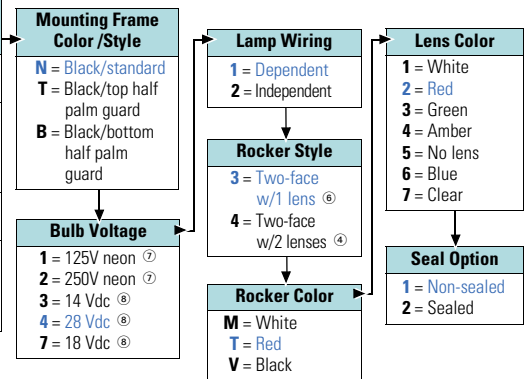 Mounting Frame
Color /Style
N = Black/standard
T = Black/top half
palm guard
B = Black/bottom
half palm
guard
Bulb Voltage
1 = 125V neon ⑦
2 = 250V neon ⑦
3 = 14 Vdc ⑧
4 = 28 Vdc ⑧
7 = 18 Vdc ⑧
Lamp Wiring
1 = Dependent
2 = Independent
Rocker Style
3 = Two-face
w/1 lens ⑥
4 = Two-face
w/2 lenses ④
Rocker Color
M = White
T = Red
V = Black
Lens Color
1 = White
2 = Red
3 = Green
4 = Amber
5 = No lens
6 = Blue
7 = Clear
Seal Option
1 = Non-sealed
2 = Sealed